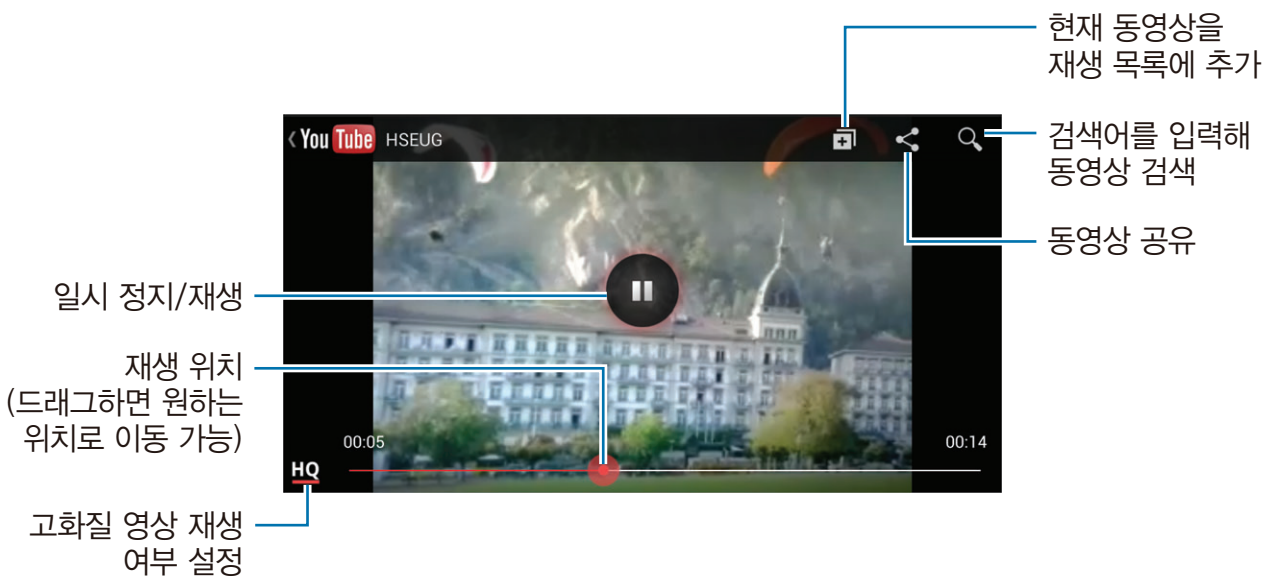 현재 동영상을
재생 목록에 추가
You Tube HSEUG
검색어를 입력해
동영상 검색
동영상 공유
일시 정지/재생
재생 위치
(드래그하면 원하는
위치로 이동 가능)
00:05
00:14
HQ
고화질 영상 재생
여부 설정